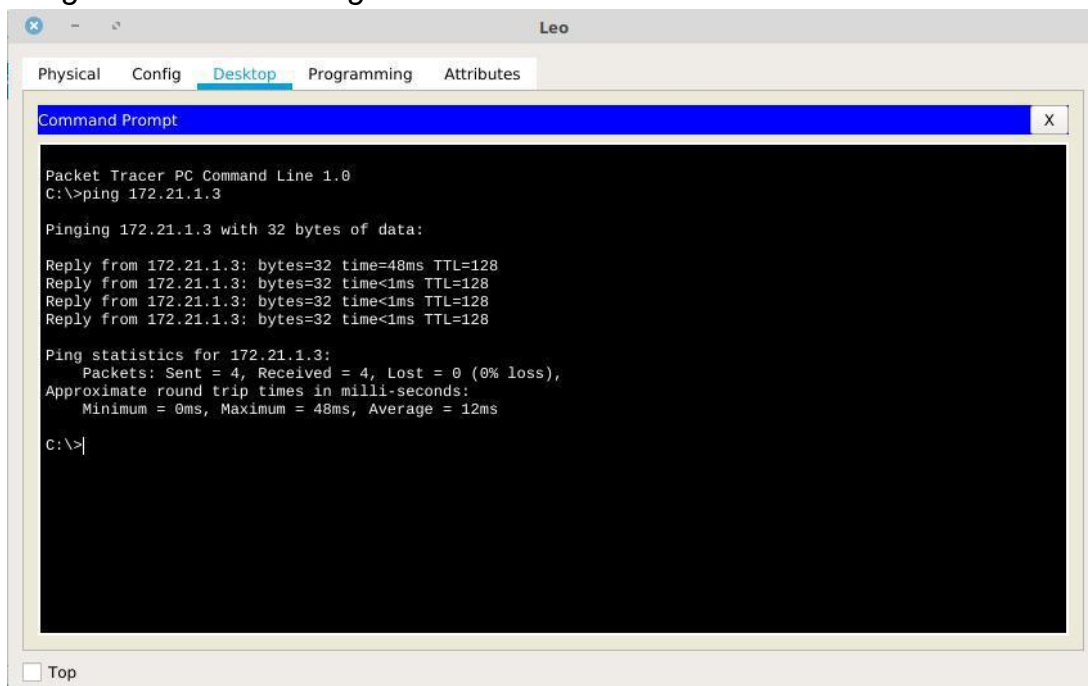 Leo
Physical Config Desktop Programming Attributes
Command Prompt X
Packet Tracer PC Command Line 1.0
C:\>ping 172.21.1.3
Pinging 172.21.1.3 with 32 bytes of data:
Reply from 172.21.1.3: bytes=32 time=48ms TTL=128
Reply from 172.21.1.3: bytes=32 time<1ms TTL=128
Reply from 172.21.1.3: bytes=32 time<1ms TTL=128
Reply from 172.21.1.3: bytes=32 time<1ms TTL=128
Ping statistics for 172.21.1.3:
Packets: Sent = 4, Received = 4, Lost = 0 (0% loss),
Approximate round trip times in milli-seconds:
Minimum = 0ms, Maximum = 48ms, Average = 12ms
C:\>
Top